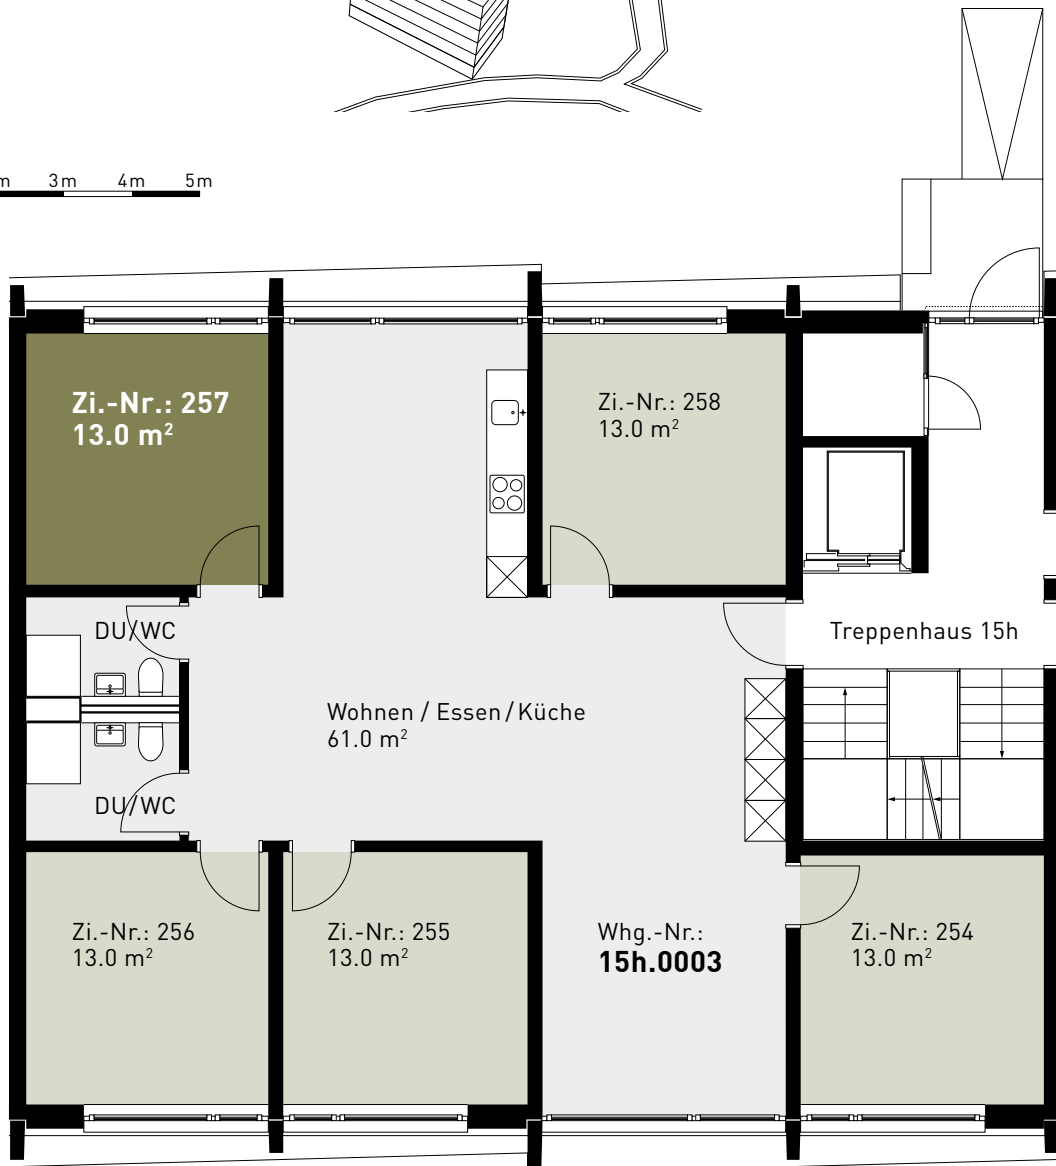 m 3m 4m 5m
Zi.-Nr.: 257
13.0 m²
Zi.-Nr.: 258
13.0 m²
DU/WC
Treppenhaus 15h
Wohnen / Essen / Küche
61.0 m²
DU/WC
Zi.-Nr.: 256
13.0 m²
Zi.-Nr.: 255
13.0 m²
Whg.-Nr.:
15h.0003
Zi.-Nr.: 254
13.0 m²